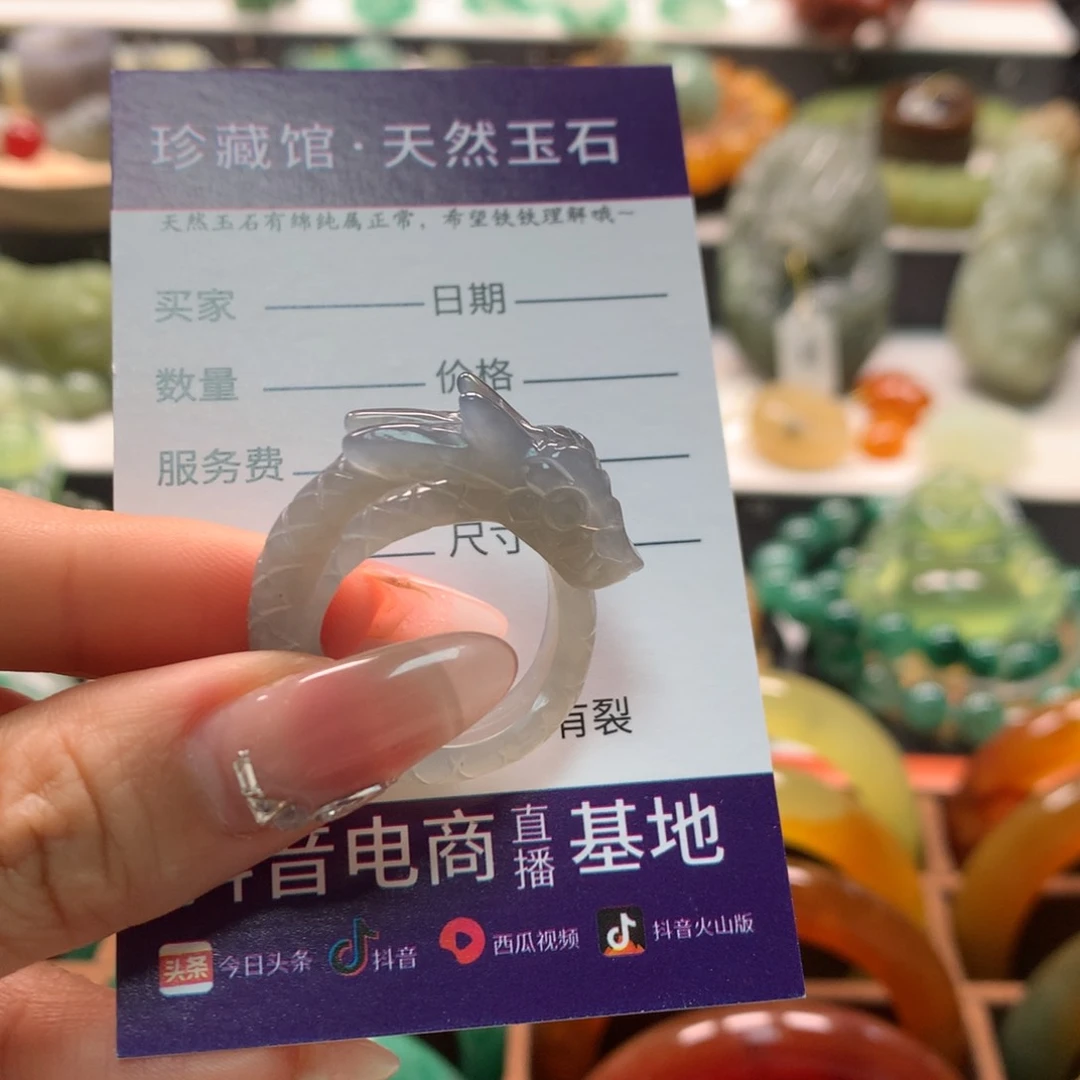 珍藏馆·天然玉石
天然玉石有绵纯属正常，希望铁铁理解哦~
买家 日期
数量 价格
服务费
尺寸
有裂
抖音电商直播基地
头条 今日头条 抖音 西瓜视频 抖音火山版